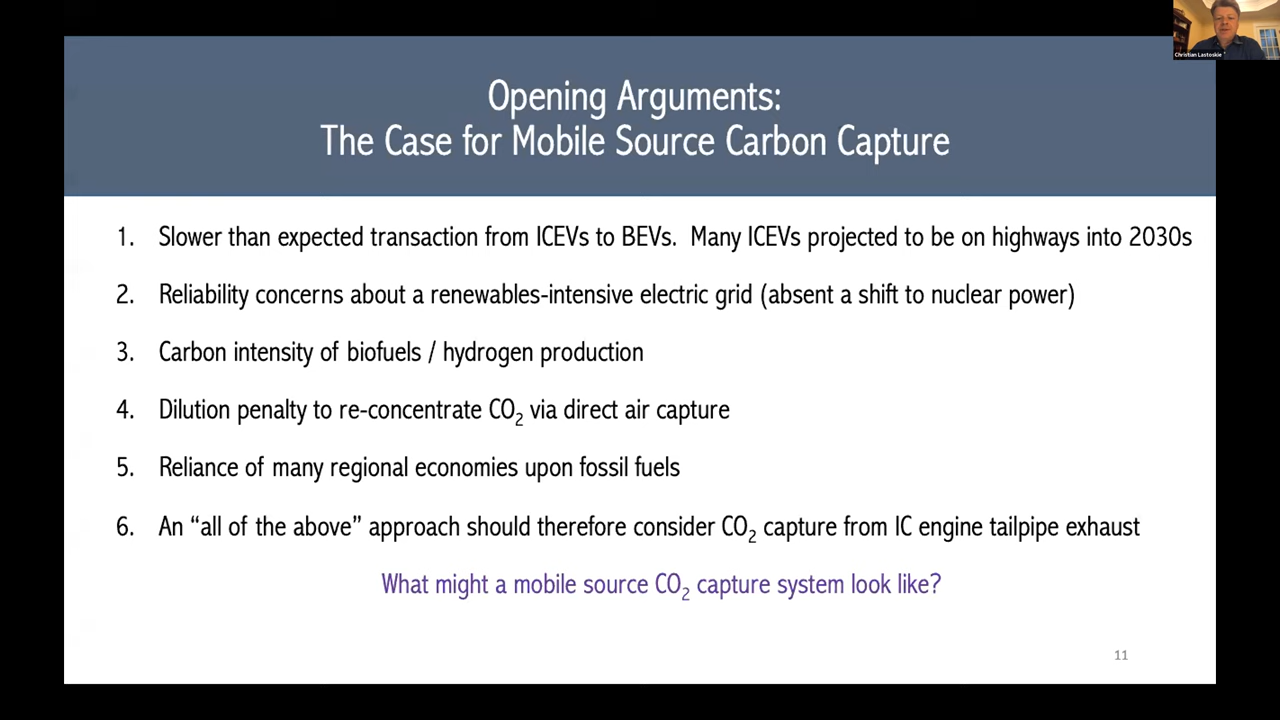 Christian Lastoskie
Opening Arguments:
The Case for Mobile Source Carbon Capture
1. Slower than expected transaction from ICEVs to BEVs. Many ICEVs projected to be on highways into 2030s
2. Reliability concerns about a renewables-intensive electric grid (absent a shift to nuclear power)
3. Carbon intensity of biofuels / hydrogen production
4. Dilution penalty to re-concentrate CO₂ via direct air capture
5. Reliance of many regional economies upon fossil fuels
6. An “all of the above” approach should therefore consider CO₂ capture from IC engine tailpipe exhaust
What might a mobile source CO₂ capture system look like?
11